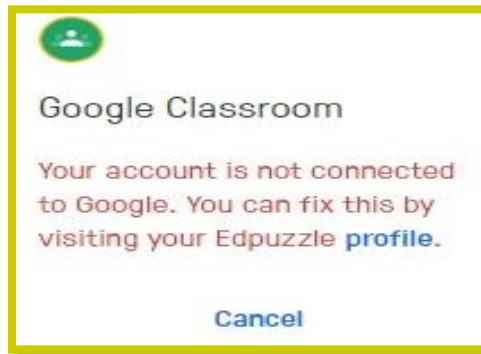 Google Classroom
Your account is not connected
to Google. You can fix this by
visiting your Edpuzzle profile.
Cancel